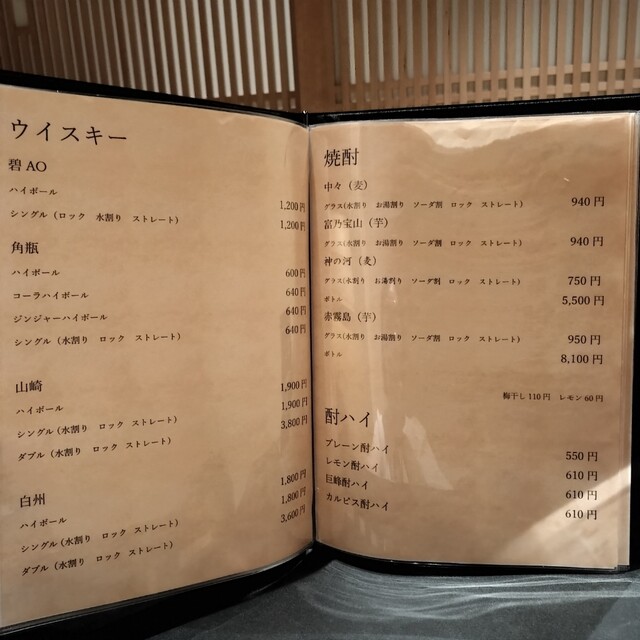 ウイスキー
碧 AO
ハイボール 1,200円
シングル（ロック 水割り ストレート） 1,200円
角瓶
ハイボール 600円
コーラハイボール 640円
ジンジャーハイボール 640円
シングル（水割り ロック ストレート） 640円
山崎
ハイボール 1,900円
シングル（水割り ロック ストレート） 1,900円
ダブル（水割り ロック ストレート） 3,800円
白州
ハイボール 1,800円
シングル（水割り ロック ストレート） 1,800円
ダブル（水割り ロック ストレート） 3,600円
焼酎
中々（麦）
グラス(水割り お湯割り ソーダ割 ロック ストレート) 940円
富乃宝山（芋）
グラス(水割り お湯割り ソーダ割 ロック ストレート) 940円
神の河（麦）
グラス(水割り お湯割り ソーダ割 ロック ストレート) 750円
ボトル 5,500円
赤霧島（芋）
グラス(水割り お湯割り ソーダ割 ロック ストレート) 950円
ボトル 8,100円
梅干し110円 レモン60円
酎ハイ
プレーン酎ハイ 550円
レモン酎ハイ 610円
巨峰酎ハイ 610円
カルピス酎ハイ 610円